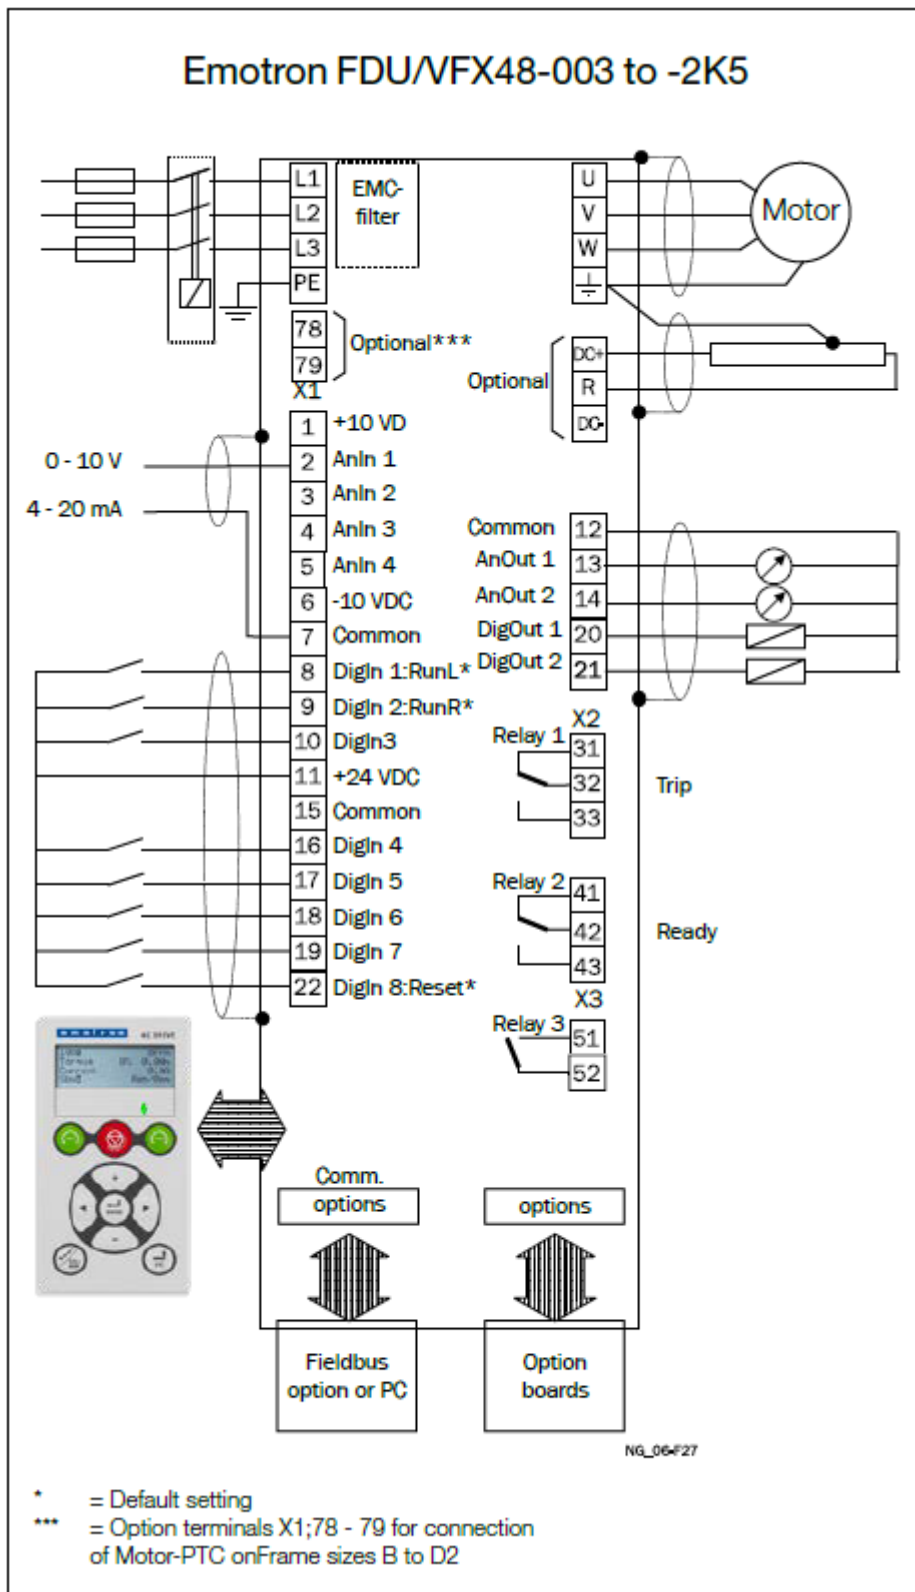 Emotron FDU/VFX48-003 to -2K5
L1
L2
L3
PE
EMC-
filter
U
V
W
Motor
78
79
Optional***
X1
Optional
DC+
R
DC-
0 - 10 V
4 - 20 mA
1 +10 VD
2 AnIn 1
3 AnIn 2
4 AnIn 3
5 AnIn 4
6 -10 VDC
7 Common
8 DigIn 1:RunL*
9 DigIn 2:RunR*
10 DigIn3
11 +24 VDC
15 Common
16 DigIn 4
17 DigIn 5
18 DigIn 6
19 DigIn 7
22 DigIn 8:Reset*
Common 12
AnOut 1 13
AnOut 2 14
DigOut 1 20
DigOut 2 21
X2
Relay 1
31
32
33
Trip
Relay 2
41
42
43
Ready
X3
Relay 3
51
52
emotron AC DRIVE
Comm.
options
options
Fieldbus
option or PC
Option
boards
NG_06-F27
* = Default setting
*** = Option terminals X1;78 - 79 for connection
of Motor-PTC onFrame sizes B to D2